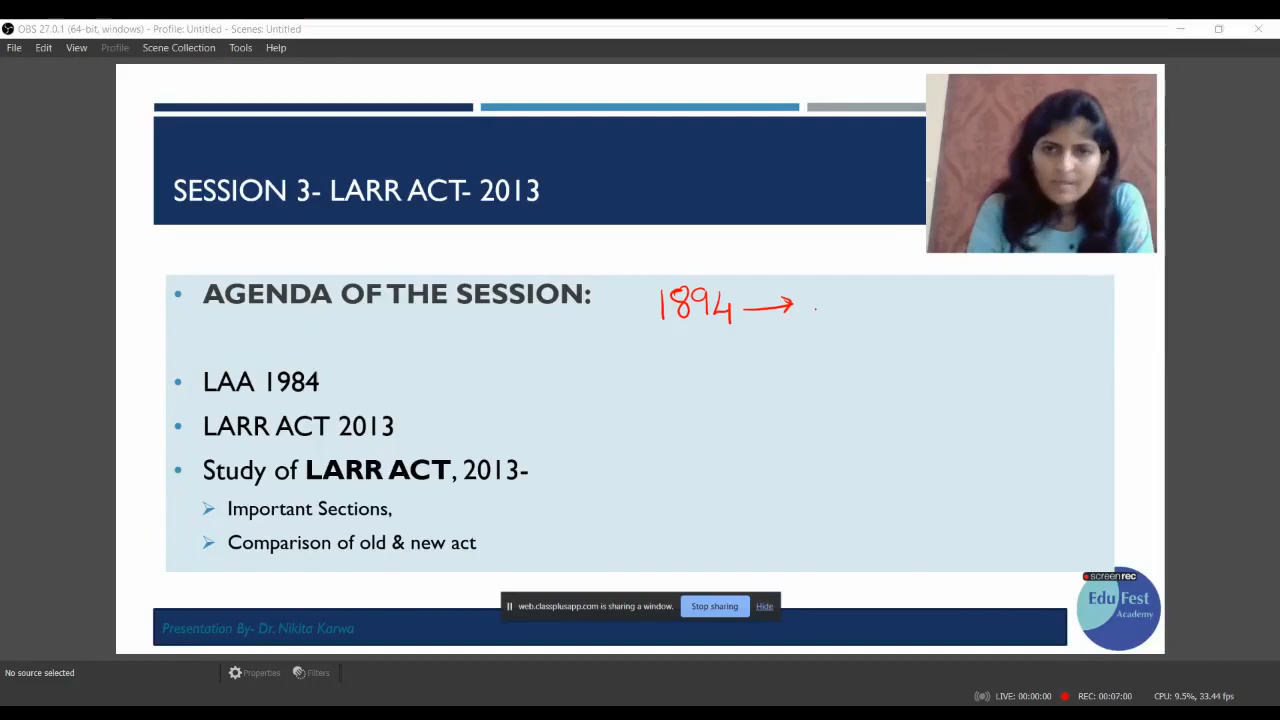 OBS 27.0.1 (64-bit, windows) - Profile: Untitled - Scenes: Untitled
File Edit View Profile Scene Collection Tools Help
SESSION 3- LARR ACT- 2013
• AGENDA OF THE SESSION: 1894 →
• LAA 1984
• LARR ACT 2013
• Study of LARR ACT, 2013-
➢ Important Sections,
➢ Comparison of old & new act
screenrec
Edu Fest
Academy
web.classplusapp.com is sharing a window. Stop sharing Hide
Presentation By- Dr. Nikita Karwa
No source selected Properties Filters
LIVE: 00:00:00 REC: 00:07:00 CPU: 9.5%, 33.44 fps